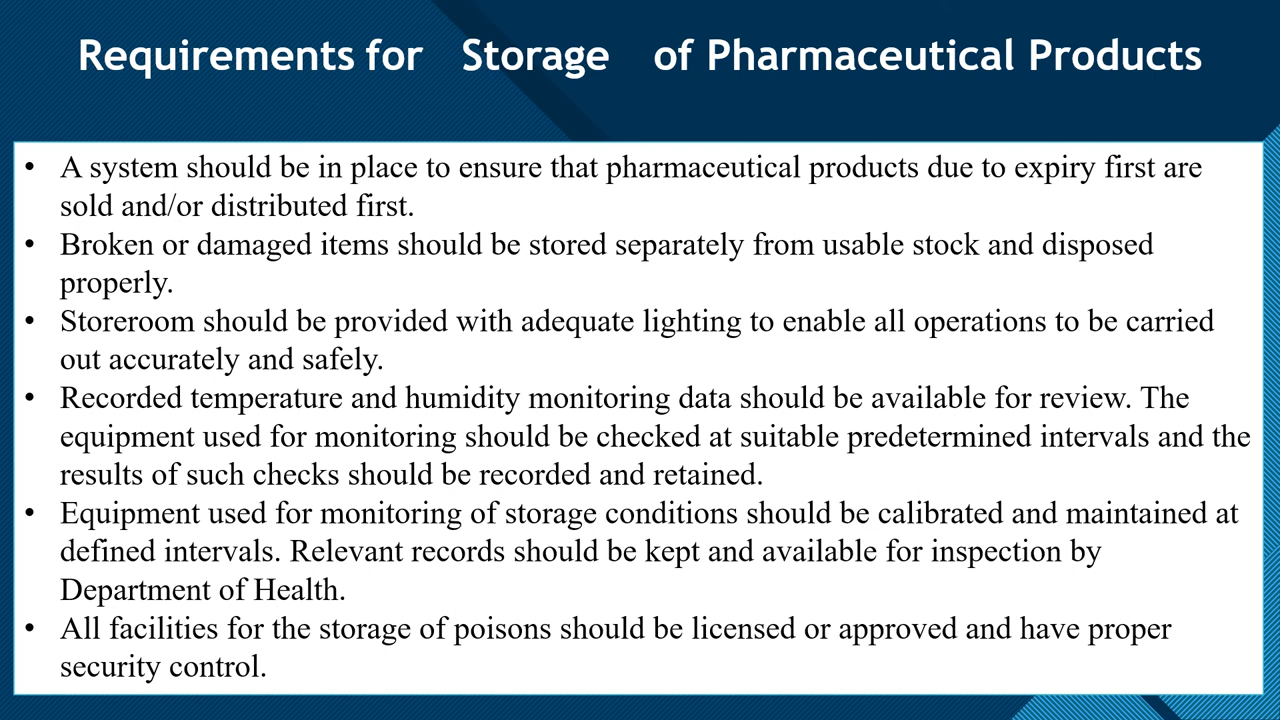 Requirements for Storage of Pharmaceutical Products
• A system should be in place to ensure that pharmaceutical products due to expiry first are
sold and/or distributed first.
• Broken or damaged items should be stored separately from usable stock and disposed
properly.
• Storeroom should be provided with adequate lighting to enable all operations to be carried
out accurately and safely.
• Recorded temperature and humidity monitoring data should be available for review. The
equipment used for monitoring should be checked at suitable predetermined intervals and the
results of such checks should be recorded and retained.
• Equipment used for monitoring of storage conditions should be calibrated and maintained at
defined intervals. Relevant records should be kept and available for inspection by
Department of Health.
• All facilities for the storage of poisons should be licensed or approved and have proper
security control.